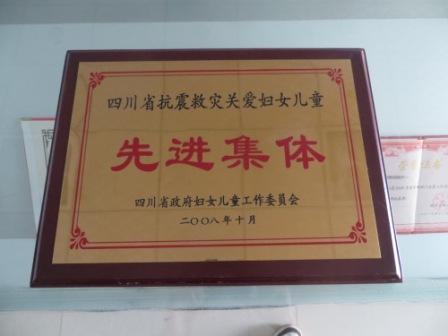 四川省抗震救灾关爱妇女儿童
先进集体
四川省政府妇女儿童工作委员会
二〇〇八年十月